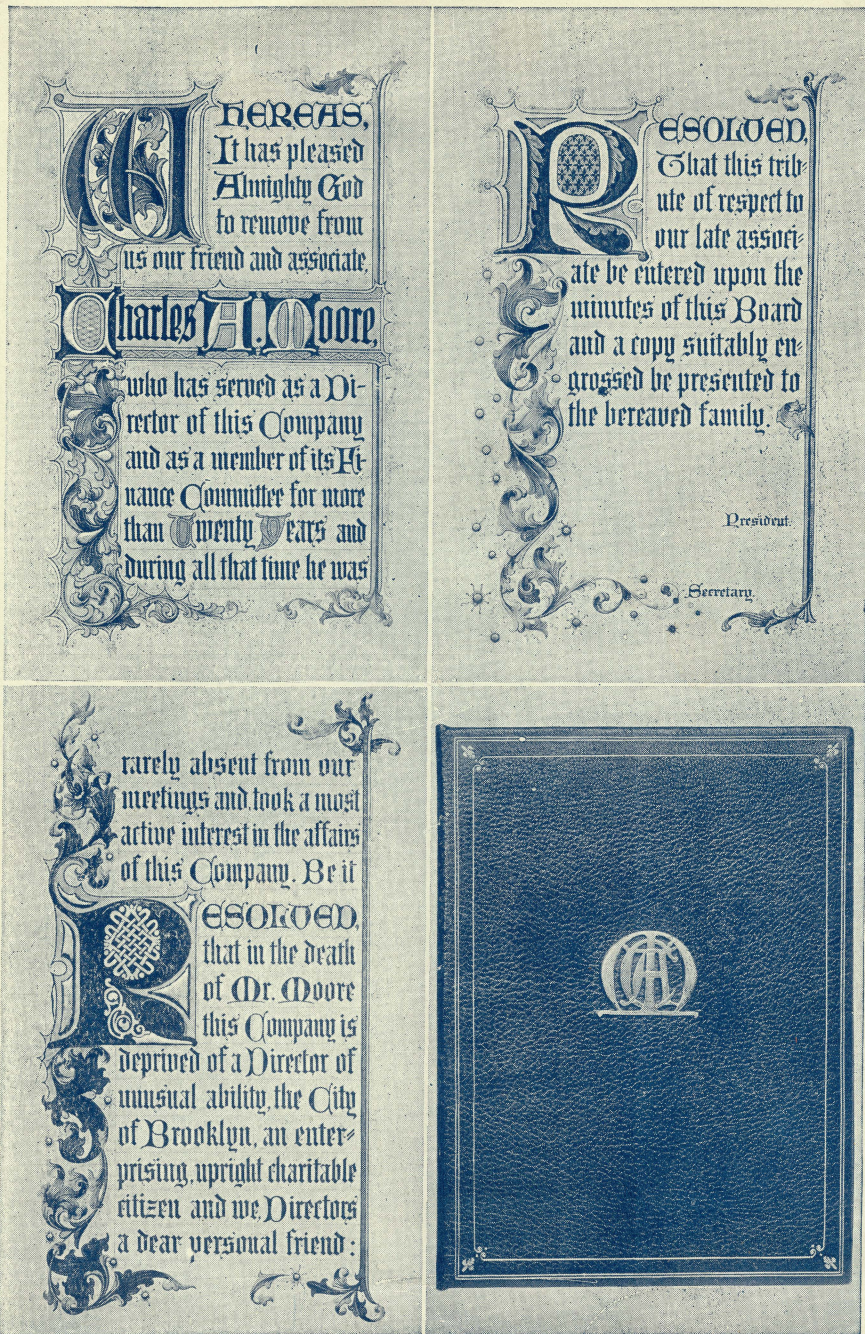 WHEREAS,
It has pleased
Almighty God
to remove from
us our friend and associate,
Charles A. Moore,
who has served as a Di-
rector of this Company
and as a member of its Fi-
nance Committee for more
than Twenty Years and
during all that time he was
rarely absent from our
meetings and took a most
active interest in the affairs
of this Company. Be it
RESOLVED,
that in the death
of Mr. Moore
this Company is
deprived of a Director of
unusual ability, the City
of Brooklyn, an enter-
prising, upright charitable
citizen and we Directors
a dear personal friend:
RESOLVED,
That this trib-
ute of respect to
our late associ-
ate be entered upon the
minutes of this Board
and a copy suitably en-
grossed be presented to
the bereaved family.
President.
Secretary.